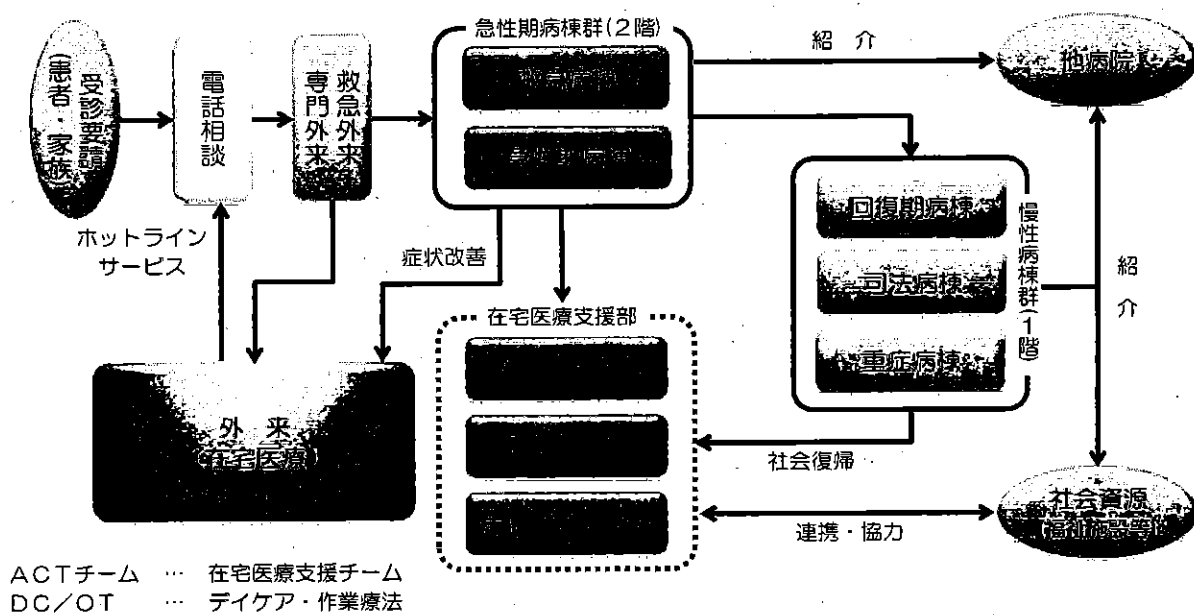 受診要請
(患者・家族)
電話相談
救急外来
専門外来
急性期病棟群(2階)
紹 介
他病院
回復期病棟
司法病棟
重症病棟
慢性病棟群(1階)
紹 介
ホットライン
サービス
症状改善
外 来
在宅医療
在宅医療支援部
社会復帰
連携・協力
社会資源
福祉施設等
ACTチーム … 在宅医療支援チーム
DC/OT … デイケア・作業療法